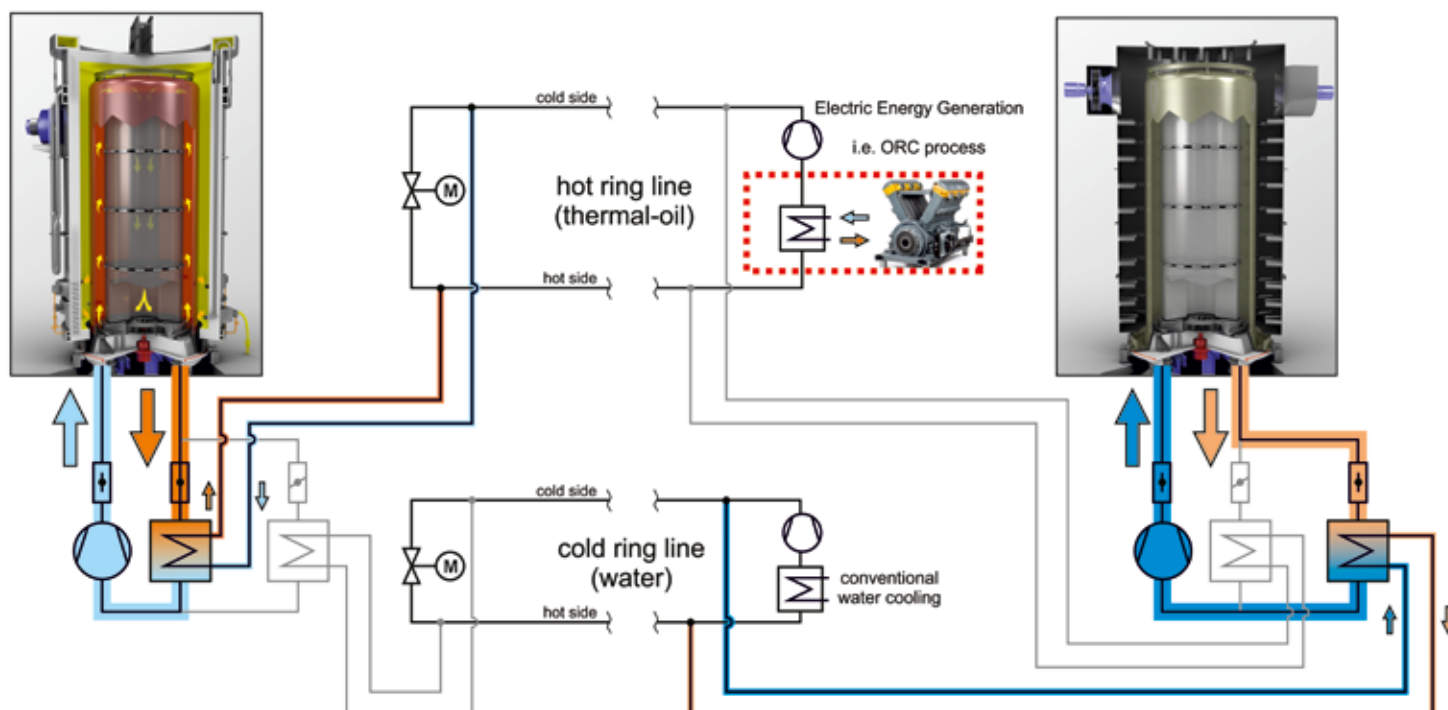 cold side
Electric Energy Generation
i.e. ORC process
M
hot ring line
(thermal-oil)
hot side
cold side
cold ring line
(water)
M
conventional
water cooling
hot side